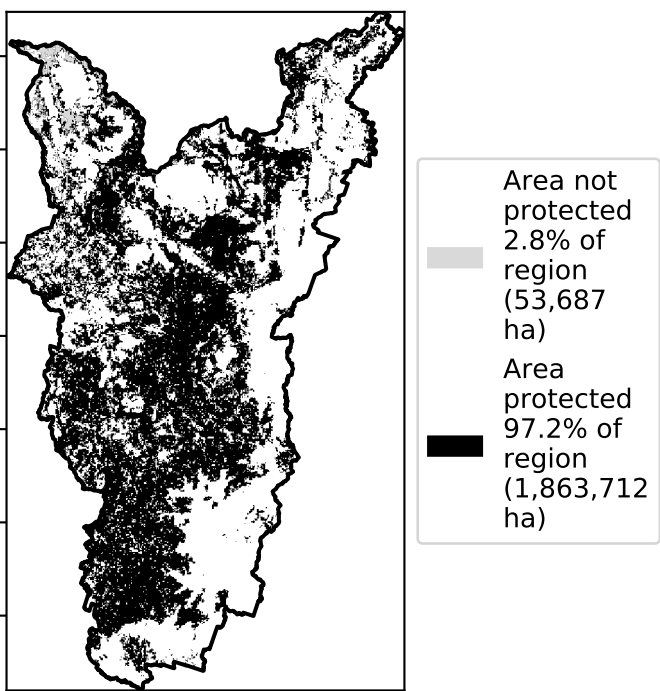 Area not
protected
2.8% of
region
(53,687
ha)
Area
protected
97.2% of
region
(1,863,712
ha)